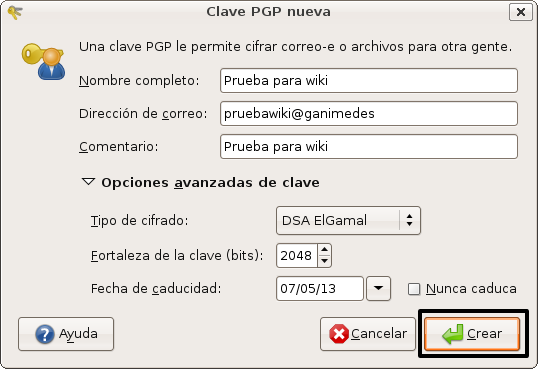 Clave PGP nueva
Una clave PGP le permite cifrar correo-e o archivos para otra gente.
Nombre completo: Prueba para wiki
Dirección de correo: pruebawiki@ganimedes
Comentario: Prueba para wiki
Opciones avanzadas de clave
Tipo de cifrado: DSA ElGamal
Fortaleza de la clave (bits): 2048
Fecha de caducidad: 07/05/13 Nunca caduca
Ayuda Cancelar Crear